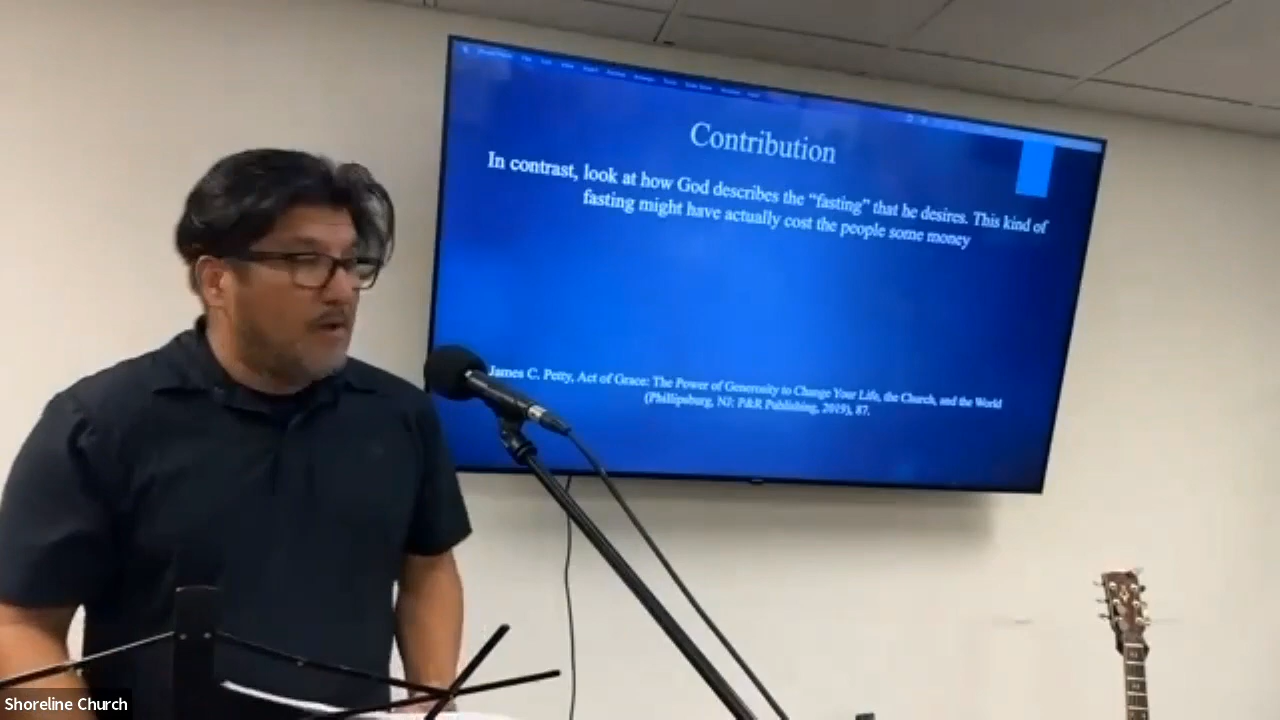 Contribution
In contrast, look at how God describes the “fasting” that he desires. This kind of
fasting might have actually cost the people some money
James C. Petty, Act of Grace: The Power of Generosity to Change Your Life, the Church, and the World
(Phillipsburg, NJ: P&R Publishing, 2019), 87.
Shoreline Church